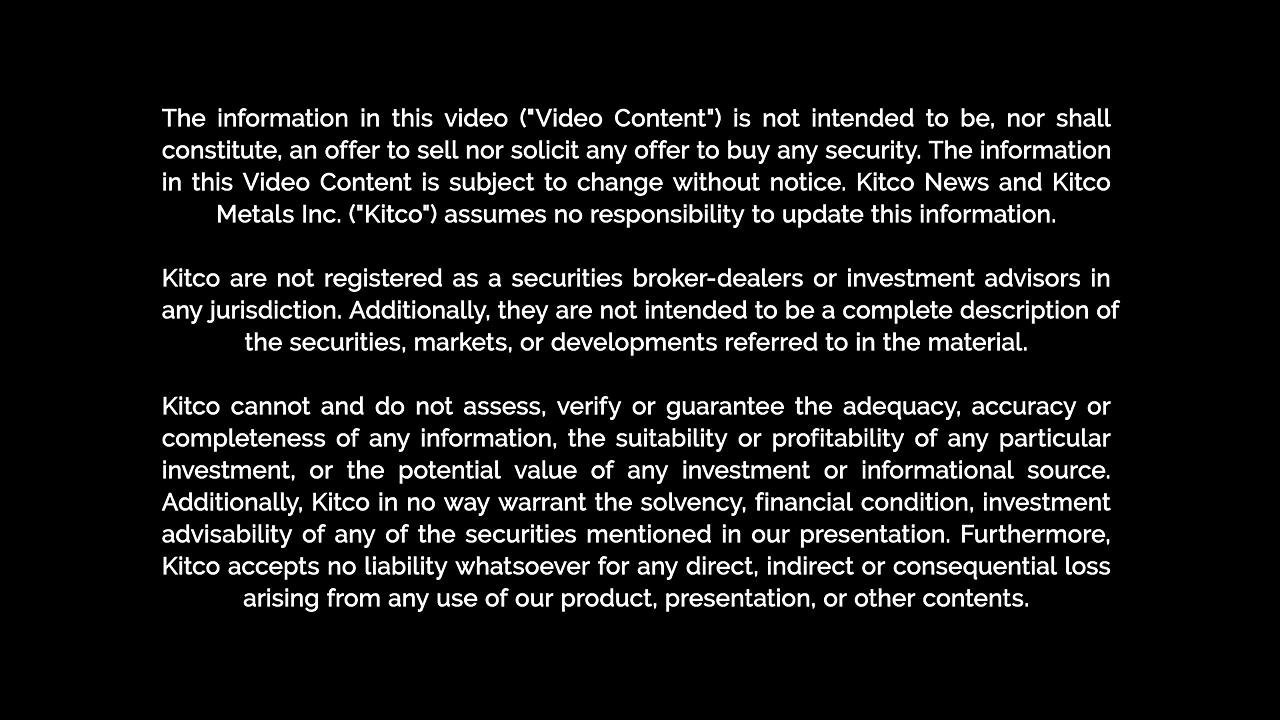 The information in this video ("Video Content") is not intended to be, nor shall
constitute, an offer to sell nor solicit any offer to buy any security. The information
in this Video Content is subject to change without notice. Kitco News and Kitco
Metals Inc. ("Kitco") assumes no responsibility to update this information.
Kitco are not registered as a securities broker-dealers or investment advisors in
any jurisdiction. Additionally, they are not intended to be a complete description of
the securities, markets, or developments referred to in the material.
Kitco cannot and do not assess, verify or guarantee the adequacy, accuracy or
completeness of any information, the suitability or profitability of any particular
investment, or the potential value of any investment or informational source.
Additionally, Kitco in no way warrant the solvency, financial condition, investment
advisability of any of the securities mentioned in our presentation. Furthermore,
Kitco accepts no liability whatsoever for any direct, indirect or consequential loss
arising from any use of our product, presentation, or other contents.